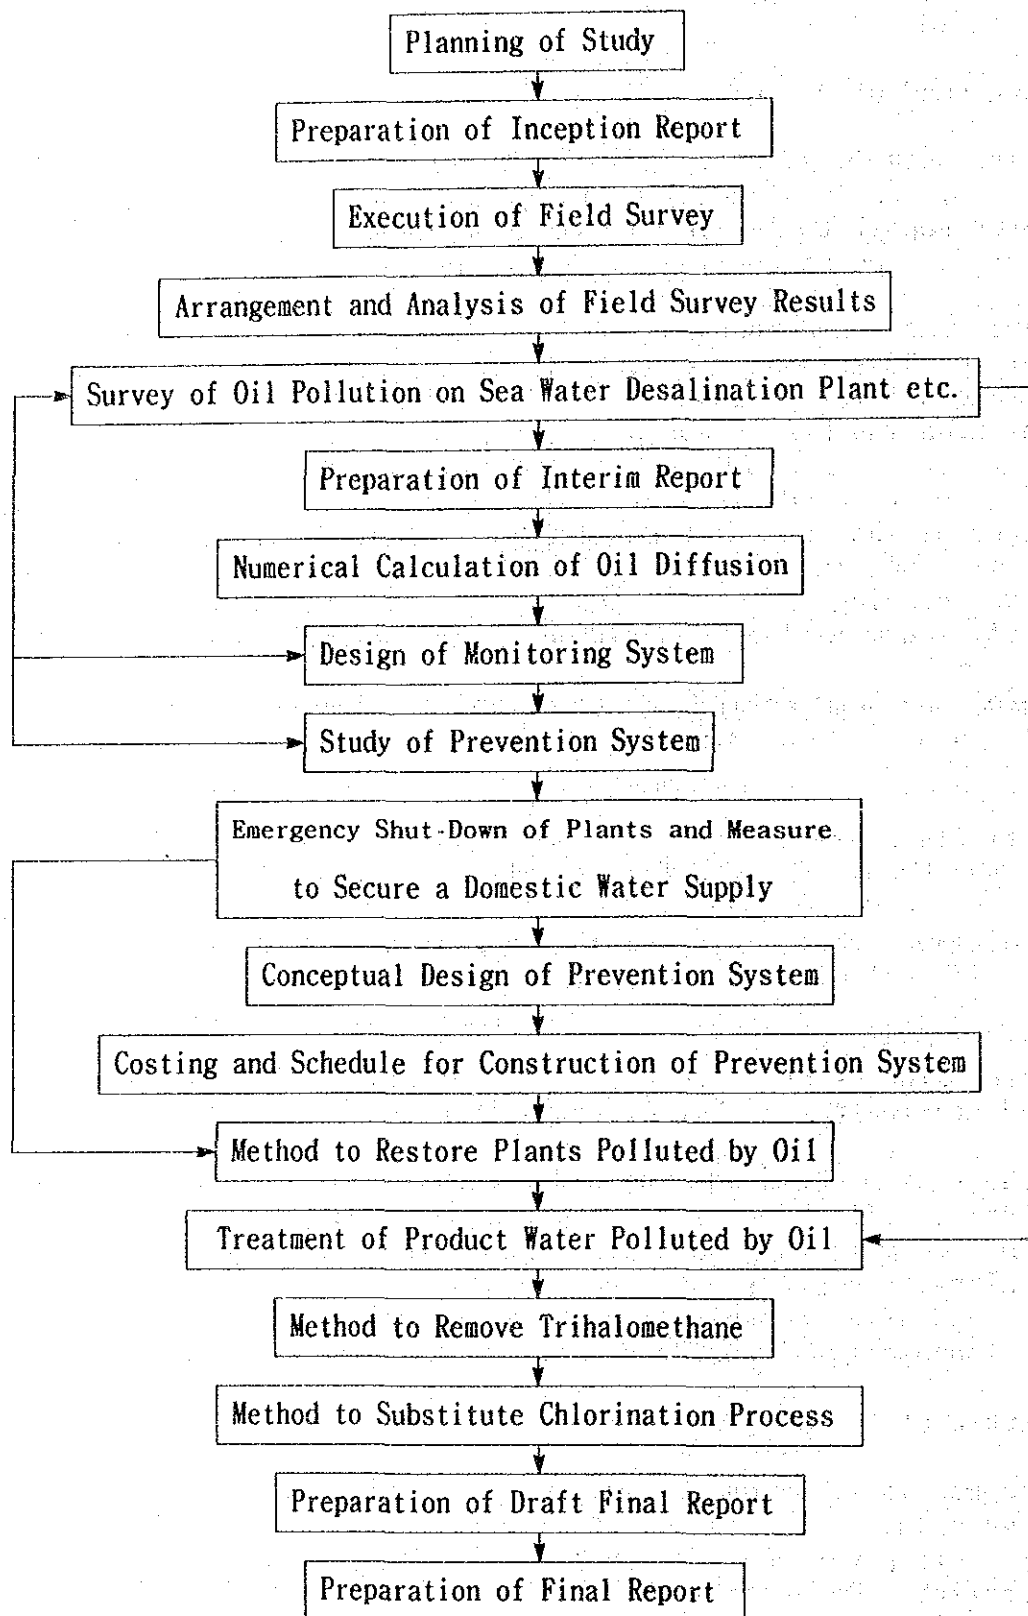 Planning of Study
Preparation of Inception Report
Execution of Field Survey
Arrangement and Analysis of Field Survey Results
Survey of Oil Pollution on Sea Water Desalination Plant etc.
Preparation of Interim Report
Numerical Calculation of Oil Diffusion
Design of Monitoring System
Study of Prevention System
Emergency Shut-Down of Plants and Measure
to Secure a Domestic Water Supply
Conceptual Design of Prevention System
Costing and Schedule for Construction of Prevention System
Method to Restore Plants Polluted by Oil
Treatment of Product Water Polluted by Oil
Method to Remove Trihalomethane
Method to Substitute Chlorination Process
Preparation of Draft Final Report
Preparation of Final Report